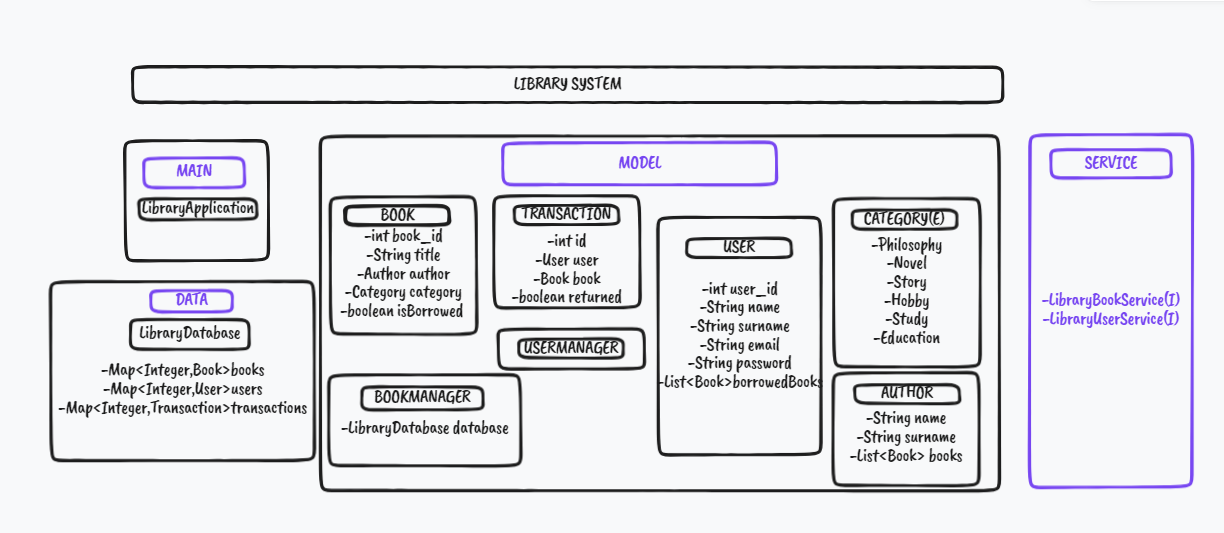 LIBRARY SYSTEM
MAIN
LibraryApplication
DATA
LibraryDatabase
-Map<Integer,Book>books
-Map<Integer,User>users
-Map<Integer,Transaction>transactions
MODEL
BOOK
-int book_id
-String title
-Author author
-Category category
-boolean isBorrowed
TRANSACTION
-int id
-User user
-Book book
-boolean returned
USERMANAGER
BOOKMANAGER
-LibraryDatabase database
USER
-int user_id
-String name
-String surname
-String email
-String password
-List<Book>borrowedBooks
CATEGORY(E)
-Philosophy
-Novel
-Story
-Hobby
-Study
-Education
AUTHOR
-String name
-String surname
-List<Book> books
SERVICE
-LibraryBookService(I)
-LibraryUserService(I)